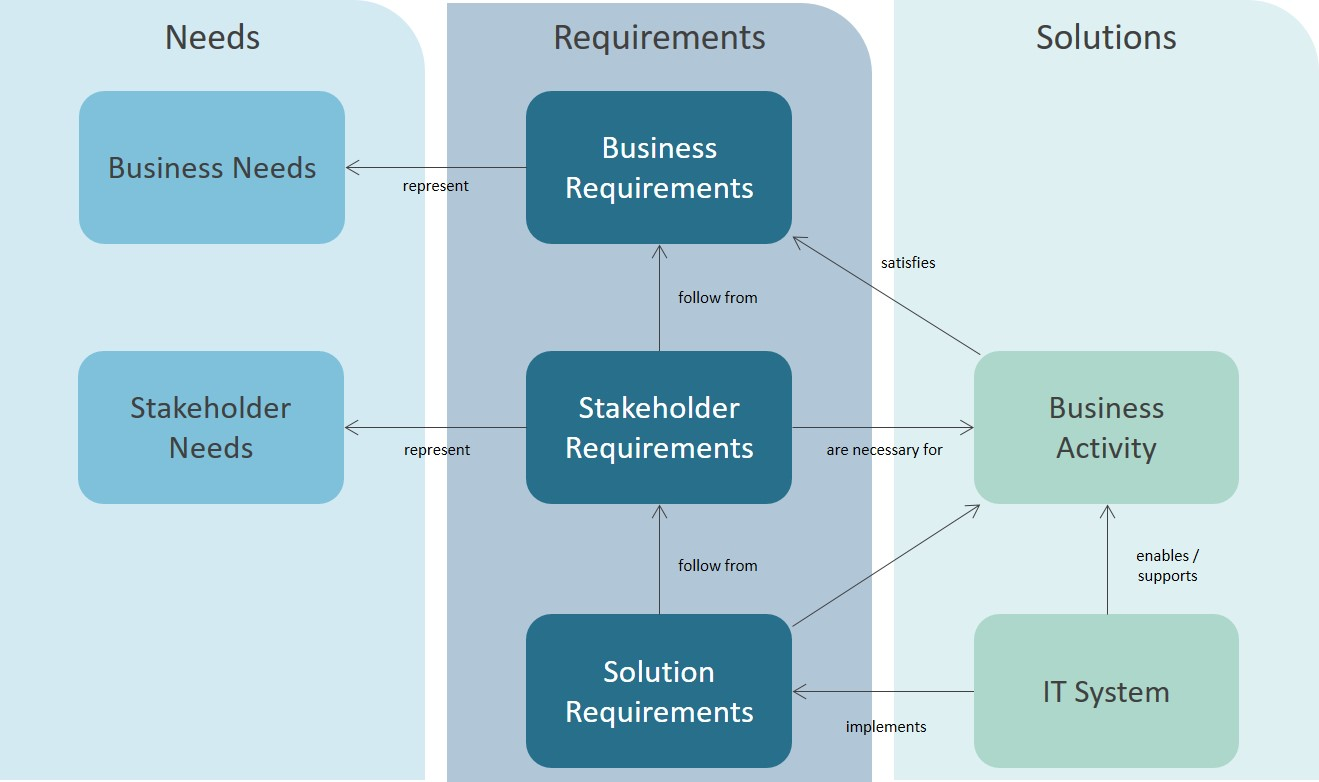 Needs
Requirements
Solutions
Business Needs
Business
Requirements
represent
satisfies
follow from
Stakeholder
Needs
Stakeholder
Requirements
Business
Activity
represent
are necessary for
follow from
enables /
supports
Solution
Requirements
IT System
implements